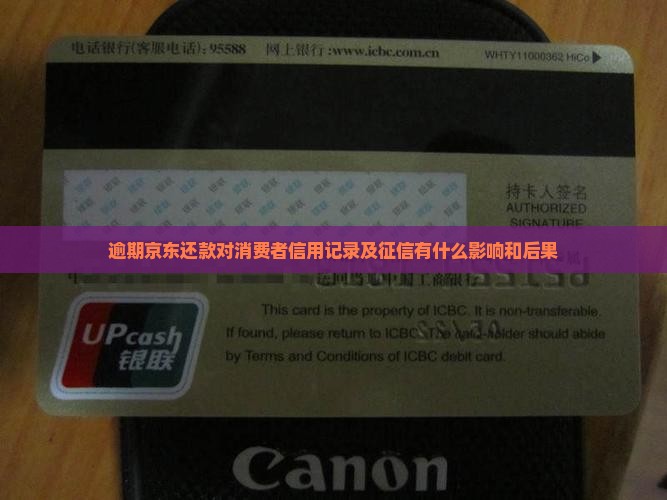 电话银行(客服电话):95588 网上银行:www.icbc.com.cn
WHTY11000362 HiCo
持卡人签名
AUTHORIZED
SIGNATURE
逾期京东还款对消费者信用记录及征信有什么影响和后果
This card is the property of ICBC. It is non-transferable.
If found, please return to ICBC. The card-holder should abide
by Terms and Conditions of ICBC debit card.
UPcash
银联
Canon